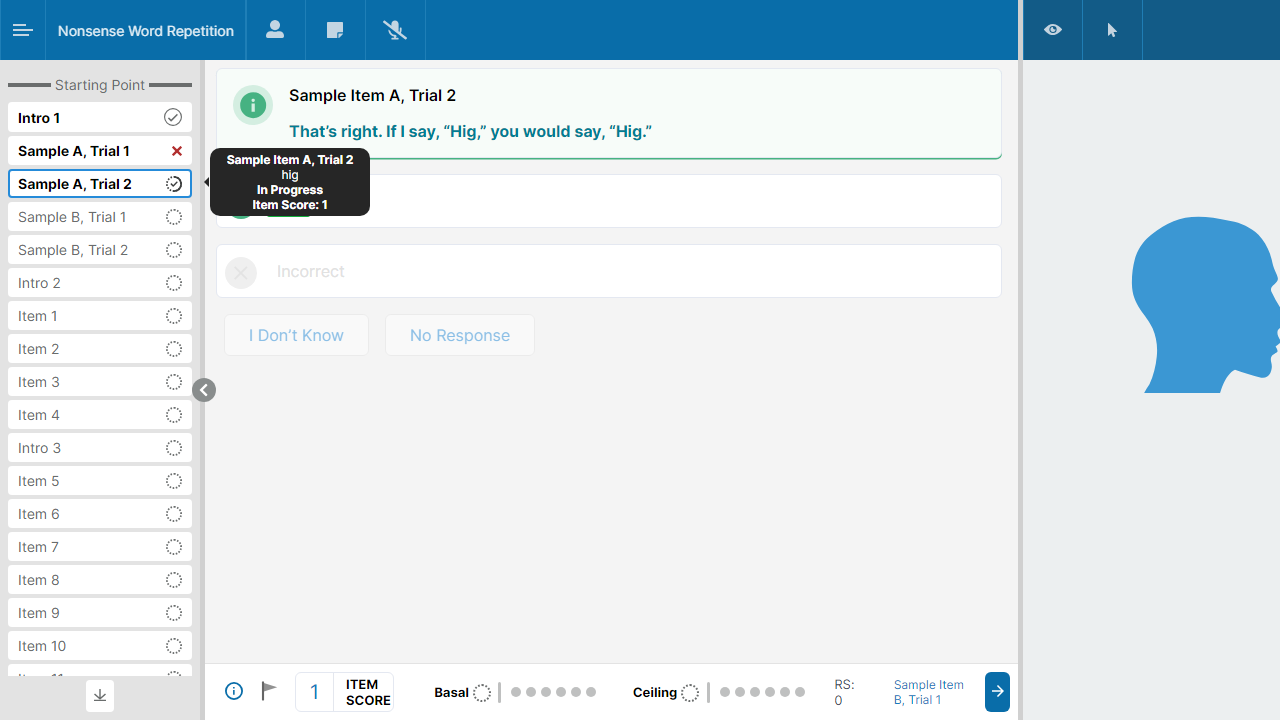 Nonsense Word Repetition
Starting Point
Intro 1
Sample A, Trial 1
Sample A, Trial 2
Sample B, Trial 1
Sample B, Trial 2
Intro 2
Item 1
Item 2
Item 3
Item 4
Intro 3
Item 5
Item 6
Item 7
Item 8
Item 9
Item 10
Sample Item A, Trial 2
That’s right. If I say, “Hig,” you would say, “Hig.”
Sample Item A, Trial 2
hig
In Progress
Item Score: 1
Incorrect
I Don’t Know
No Response
1
ITEM
SCORE
Basal
Ceiling
RS:
0
Sample Item
B, Trial 1